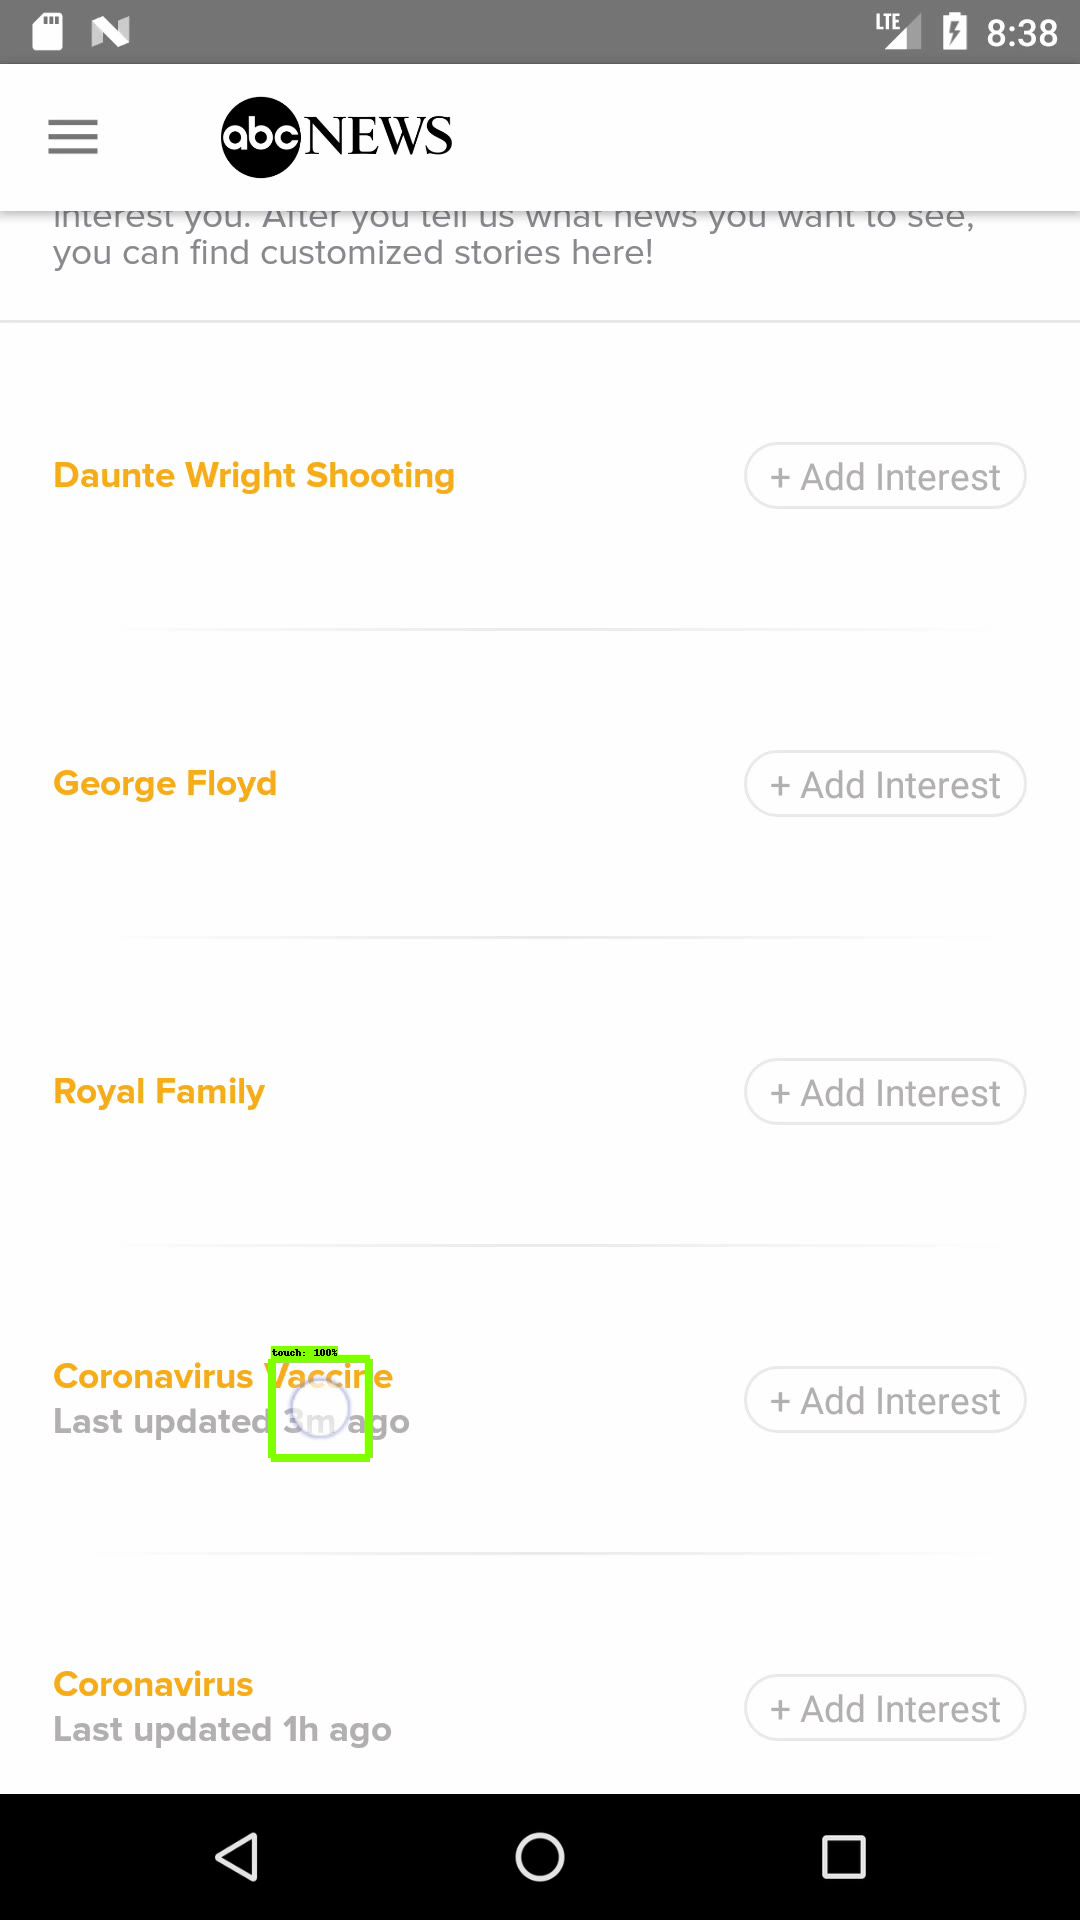 LTE 8:38
abc NEWS
interest you. After you tell us what news you want to see,
you can find customized stories here!
Daunte Wright Shooting
+ Add Interest
George Floyd
+ Add Interest
Royal Family
+ Add Interest
touch: 100%
Coronavirus Vaccine
Last updated 3m ago
+ Add Interest
Coronavirus
Last updated 1h ago
+ Add Interest